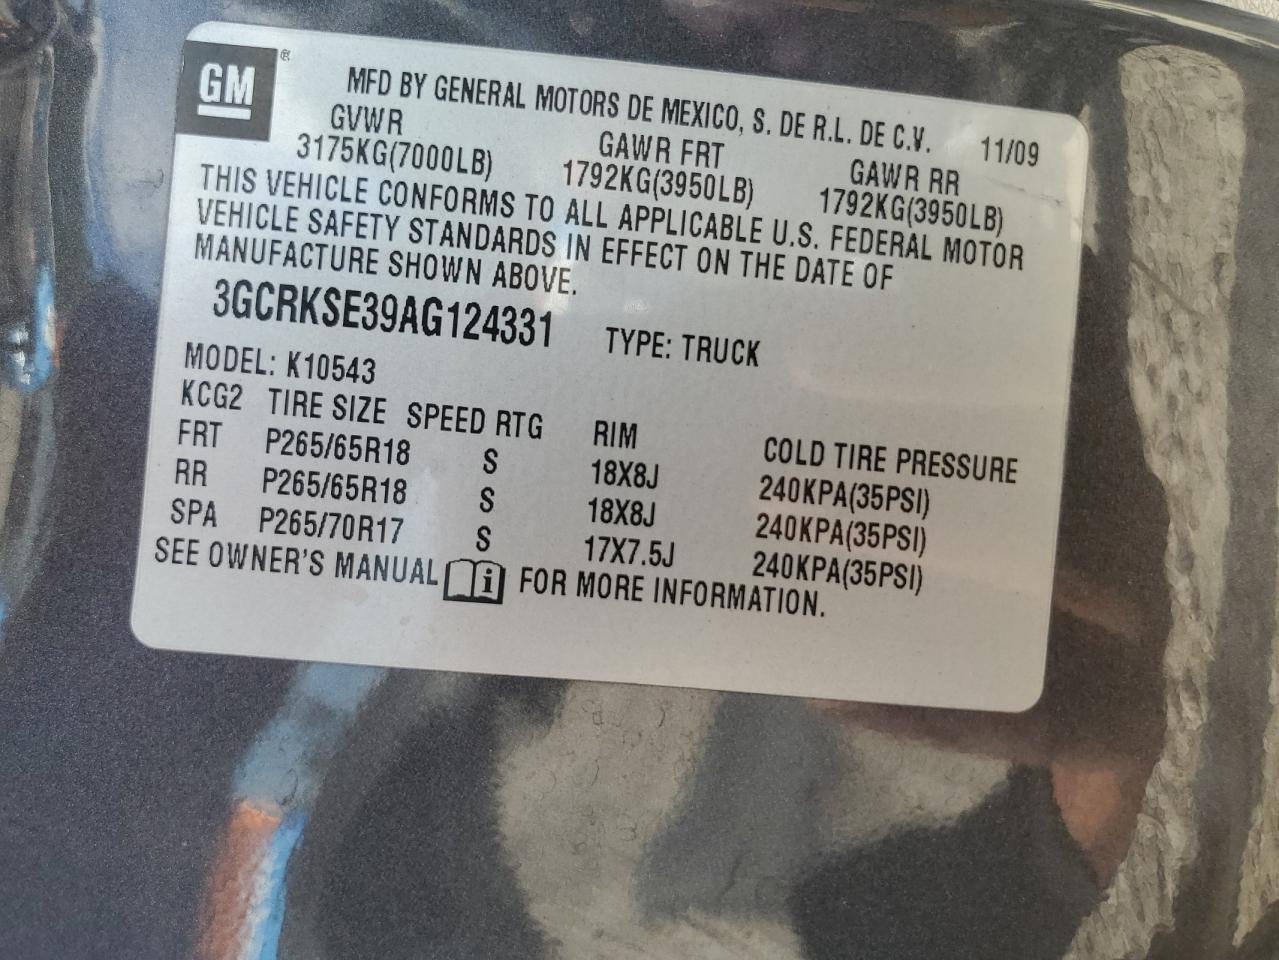 GM ®
MFD BY GENERAL MOTORS DE MEXICO, S. DE R.L. DE C.V. 11/09
GVWR GAWR FRT GAWR RR
3175KG(7000LB) 1792KG(3950LB) 1792KG(3950LB)
THIS VEHICLE CONFORMS TO ALL APPLICABLE U.S. FEDERAL MOTOR
VEHICLE SAFETY STANDARDS IN EFFECT ON THE DATE OF
MANUFACTURE SHOWN ABOVE.
3GCRKSE39AG124331 TYPE: TRUCK
MODEL: K10543
KCG2 TIRE SIZE SPEED RTG RIM COLD TIRE PRESSURE
FRT P265/65R18 S 18X8J 240KPA(35PSI)
RR P265/65R18 S 18X8J 240KPA(35PSI)
SPA P265/70R17 S 17X7.5J 240KPA(35PSI)
SEE OWNER'S MANUAL i FOR MORE INFORMATION.